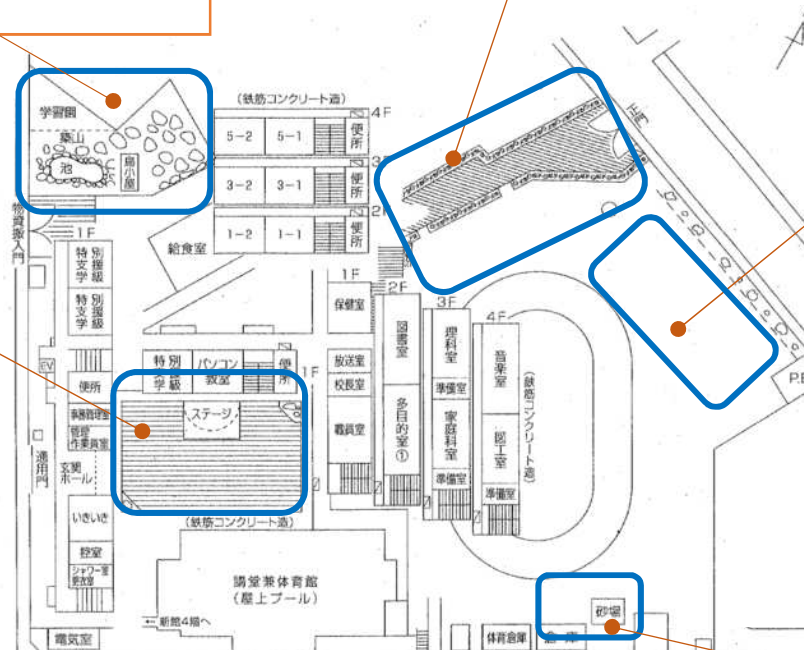 (鉄筋コンクリート造)
4F
学習園
築山
池
鳥小屋
5-2
5-1
便所
3F
3-2
3-1
便所
2F
1-2
1-1
便所
給食室
正門
物資搬入門
1F
特別支援学級
特別支援学級
EV
便所
事務管理室
管理作業員室
通用門
玄関ホール
いきいき
控室
シャワー室
更衣室
電気室
特別支援学級
パソコン教室
便所
1F
ステージ
(鉄筋コンクリート造)
1F
保健室
放送室
校長室
職員室
2F
図書室
多目的室①
3F
理科室
準備室
家庭科室
準備室
4F
音楽室
図工室
準備室
(鉄筋コンクリート造)
講堂兼体育館
(屋上プール)
← 新館4階へ
砂場
体育倉庫
倉庫